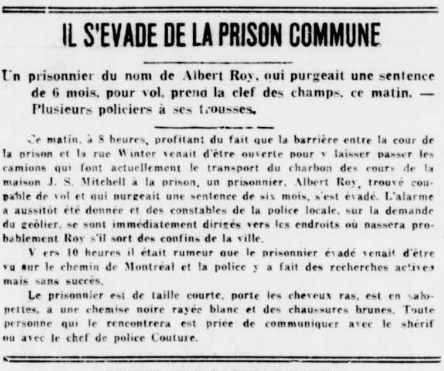 IL S'EVADE DE LA PRISON COMMUNE
Un prisonnier du nom de Albert Roy, qui purgeait une sentence
de 6 mois, pour vol, prend la clef des champs, ce matin. —
Plusieurs policiers à ses trousses.
Ce matin, à 8 heures, profitant du fait que la barrière entre la cour de
la prison et la rue Winter venait d'être ouverte pour y laisser passer les
camions qui font actuellement le transport du charbon des cours de la
maison J. S. Mitchell à la prison, un prisonnier, Albert Roy, trouvé cou-
pable de vol et qui purgeait une sentence de six mois, s'est évadé. L'alarme
a aussitôt été donnée et des constables de la police locale, sur la demande
du geôlier, se sont immédiatement dirigés vers les endroits où passera pro-
bablement Roy s'il sort des confins de la ville.
Vers 10 heures il était rumeur que le prisonnier évadé venait d'être
vu sur le chemin de Montréal et la police y a fait des recherches actives
mais sans succès.
Le prisonnier est de taille courte, porte les cheveux ras, est en salo-
pettes, a une chemise noire rayée blanc et des chaussures brunes. Toute
personne qui le rencontrera est priée de communiquer avec le shérif
ou avec le chef de police Couture.